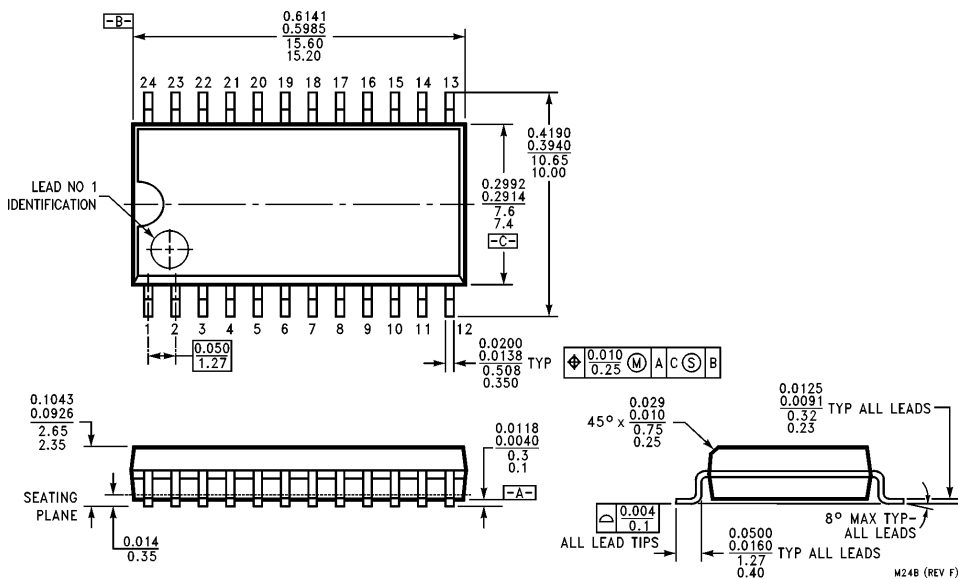 -B-
0.6141
0.5985
15.60
15.20
24 23 22 21 20 19 18 17 16 15 14 13
0.4190
0.3940
10.65
10.00
LEAD NO 1
IDENTIFICATION
0.2992
0.2914
7.6
7.4
-C-
1 2 3 4 5 6 7 8 9 10 11 12
0.050
1.27
0.0200
0.0138
0.508
0.350
TYP
⌖ 0.010 0.25 Ⓜ A C Ⓢ B
0.1043
0.0926
2.65
2.35
0.0118
0.0040
0.3
0.1
-A-
SEATING
PLANE
0.014
0.35
45° x
0.029
0.010
0.75
0.25
0.0125
0.0091
0.32
0.23
TYP ALL LEADS
0.004
0.1
ALL LEAD TIPS
0.0500
0.0160
1.27
0.40
TYP ALL LEADS
8° MAX TYP-
ALL LEADS
M24B (REV F)